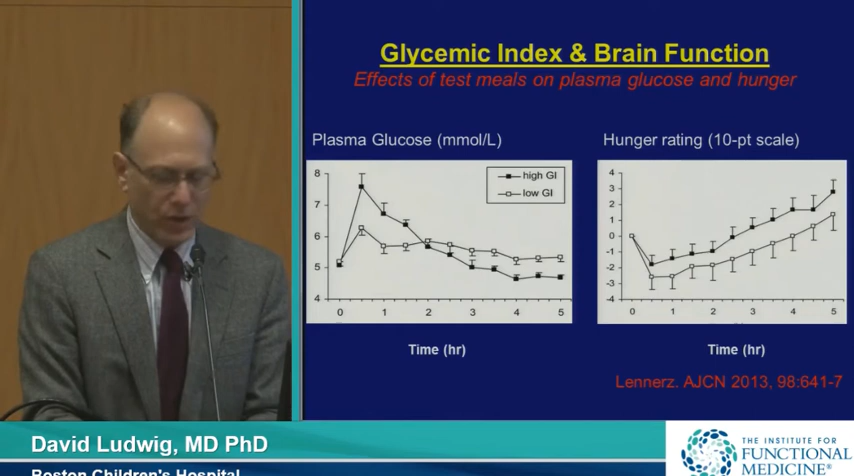 Glycemic Index & Brain Function
Effects of test meals on plasma glucose and hunger
Plasma Glucose (mmol/L)
8
7
6
5
4
high GI
low GI
0 1 2 3 4 5
Time (hr)
Hunger rating (10-pt scale)
4
3
2
1
0
-1
-2
-3
-4
0 1 2 3 4 5
Time (hr)
Lennerz. AJCN 2013, 98:641-7
David Ludwig, MD PhD
Boston Children's Hospital
THE INSTITUTE FOR
FUNCTIONAL
MEDICINE®